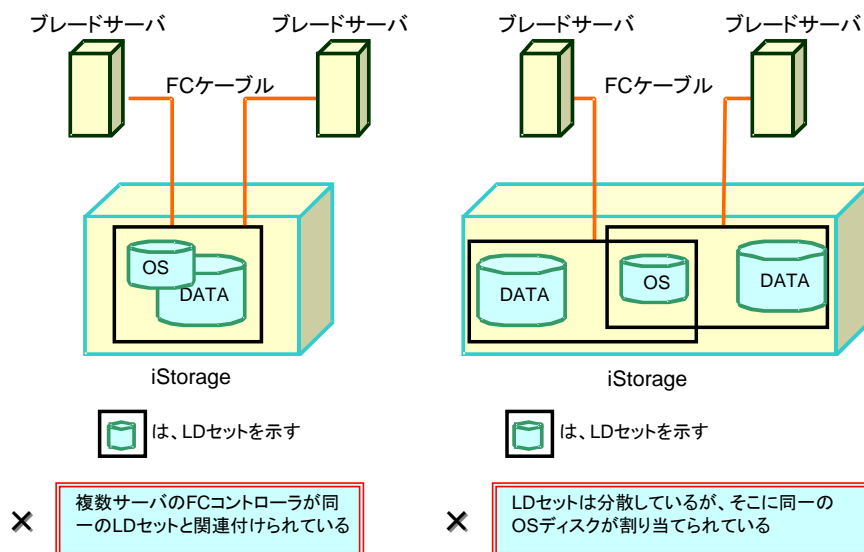 ブレードサーバ ブレードサーバ
FCケーブル
OS
DATA
iStorage
は、LDセットを示す
× 複数サーバのFCコントローラが同
一のLDセットと関連付けられている
ブレードサーバ ブレードサーバ
FCケーブル
DATA OS DATA
iStorage
は、LDセットを示す
× LDセットは分散しているが、そこに同一の
OSディスクが割り当てられている